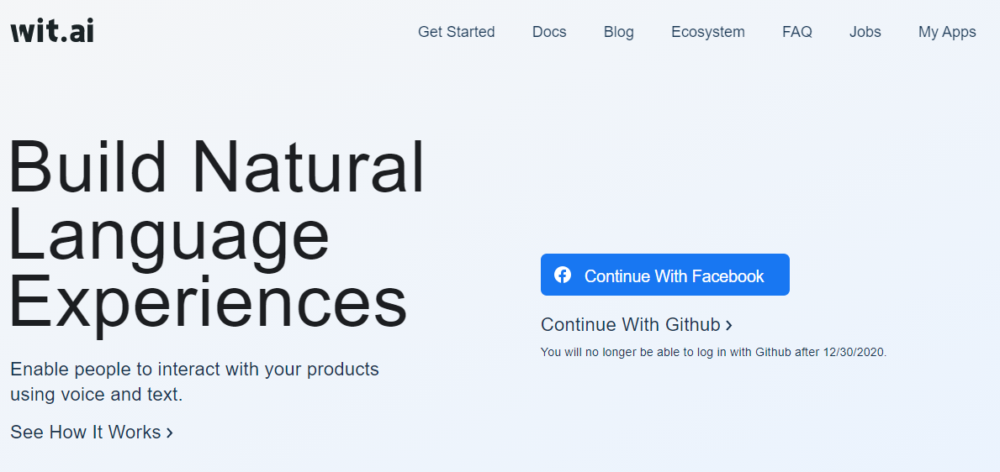 wit.ai
Get Started Docs Blog Ecosystem FAQ Jobs My Apps
Build Natural
Language
Experiences
Enable people to interact with your products
using voice and text.
See How It Works ›
Continue With Facebook
Continue With Github ›
You will no longer be able to log in with Github after 12/30/2020.